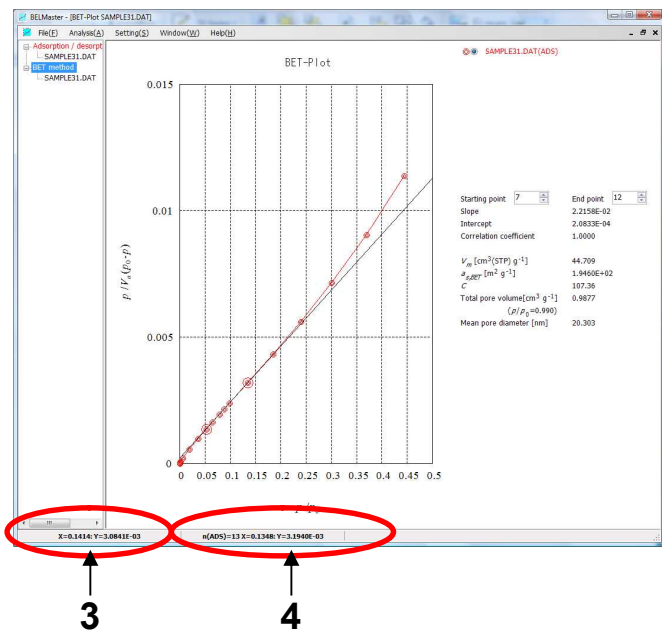 BELMaster - [BET-Plot SAMPLE31.DAT]
File(F) Analysis(A) Setting(S) Window(W) Help(H)
Adsorption / desorpt
SAMPLE31.DAT
BET method
SAMPLE31.DAT
BET-Plot
SAMPLE31.DAT(ADS)
0.015
0.01
0.005
0
p / Va(p0-p)
0 0.05 0.1 0.15 0.2 0.25 0.3 0.35 0.4 0.45 0.5
Starting point 7 End point 12
Slope 2.2158E-02
Intercept 2.0833E-04
Correlation coefficient 1.0000
Vm [cm³(STP) g⁻¹] 44.709
as,BET [m² g⁻¹] 1.9460E+02
C 107.36
Total pore volume[cm³ g⁻¹] 0.9877
(p/p0=0.990)
Mean pore diameter [nm] 20.303
X=0.1414: Y=3.0841E-03 n(ADS)=13 X=0.1348: Y=3.1940E-03
3 4